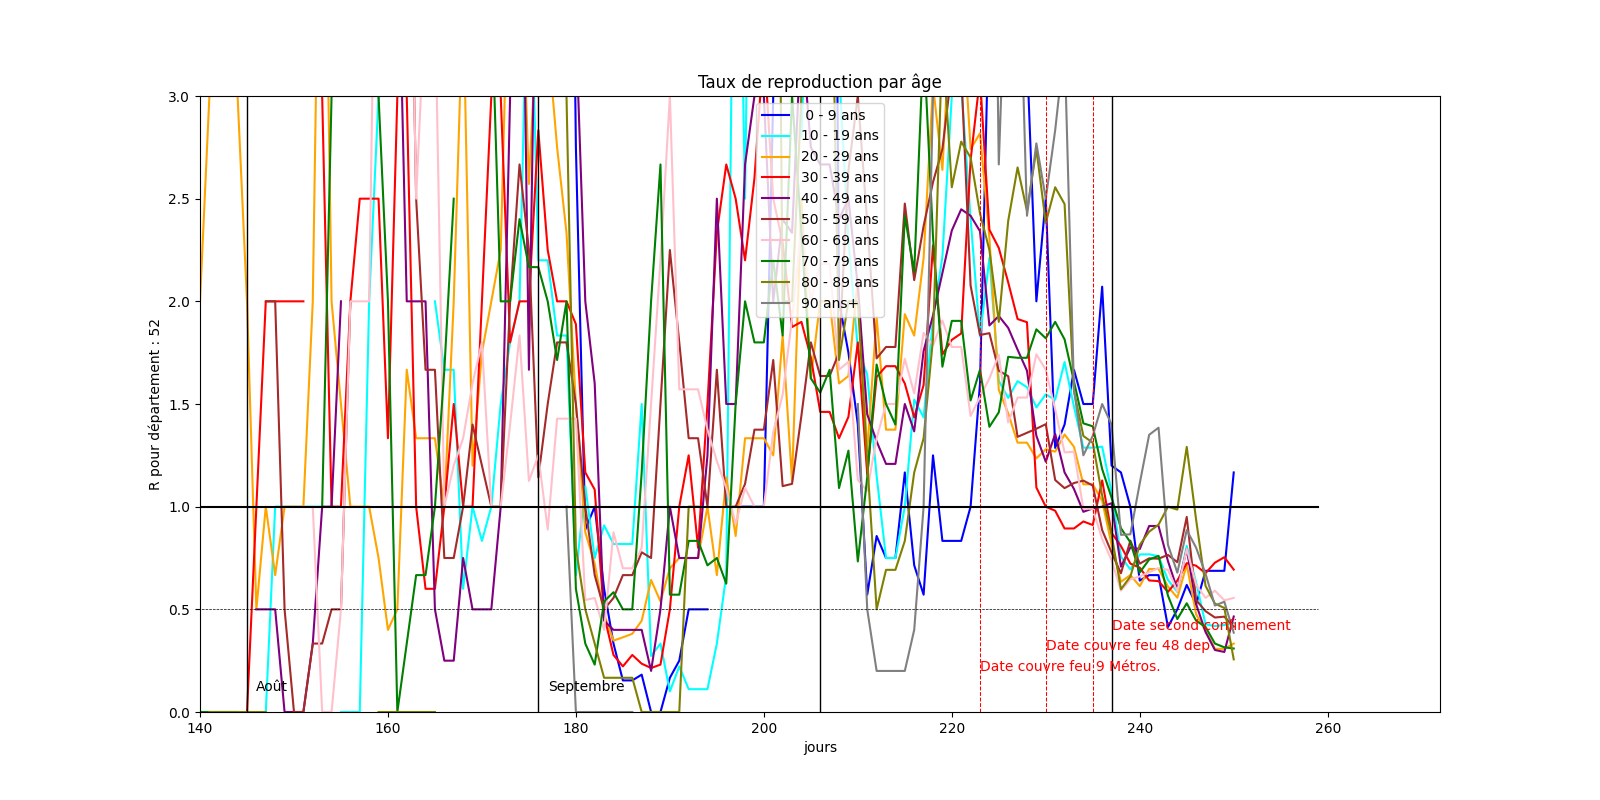 Taux de reproduction par âge
R pour département : 52
3.0
2.5
2.0
1.5
1.0
0.5
0.0
0 - 9 ans
10 - 19 ans
20 - 29 ans
30 - 39 ans
40 - 49 ans
50 - 59 ans
60 - 69 ans
70 - 79 ans
80 - 89 ans
90 ans+
Date second confinement
Date couvre feu 48 dep
Date couvre feu 9 Métros.
Août
Septembre
140
160
180
200
220
240
260
jours